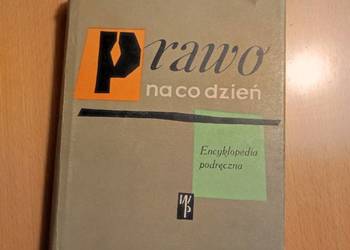 Prawo
na co dzień
Encyklopedia
podręczna
WP